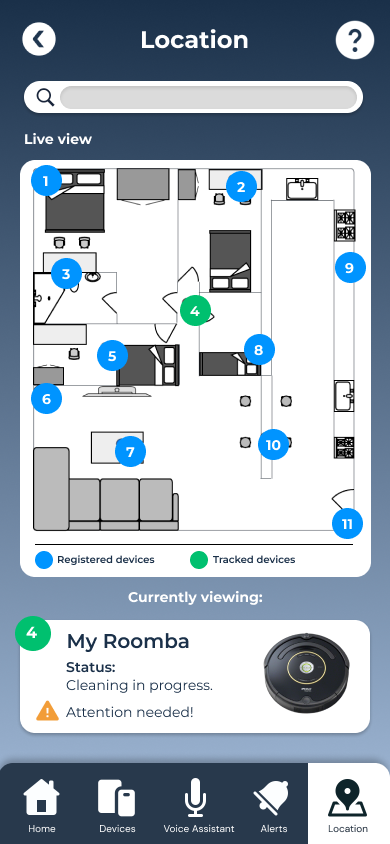 Location
?
Live view
1
2
3
9
4
5
8
6
10
7
11
Registered devices
Tracked devices
Currently viewing:
4
My Roomba
Status:
Cleaning in progress.
! Attention needed!
Home
Devices
Voice Assistant
Alerts
Location